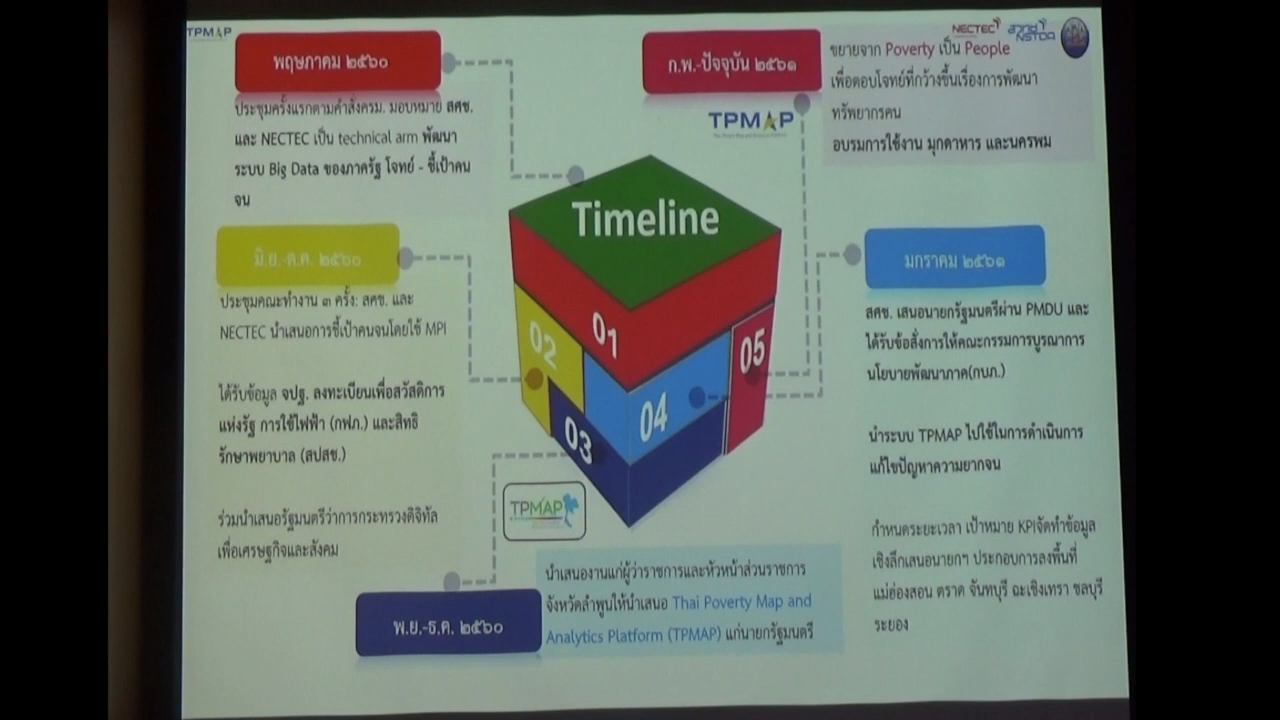 TPMAP
NECTEC
สวทช
NSTDA
พฤษภาคม ๒๕๖๐
ประชุมครั้งแรกตามคำสั่งครม. มอบหมาย สศช.
และ NECTEC เป็น technical arm พัฒนา
ระบบ Big Data ของภาครัฐ โจทย์ - ชี้เป้าคน
จน
มิ.ย.-ต.ค. ๒๕๖๐
ประชุมคณะทำงาน ๓ ครั้ง: สศช. และ
NECTEC นำเสนอการชี้เป้าคนจนโดยใช้ MPI
ได้รับข้อมูล จปฐ. ลงทะเบียนเพื่อสวัสดิการ
แห่งรัฐ การใช้ไฟฟ้า (กฟภ.) และสิทธิ
รักษาพยาบาล (สปสช.)
ร่วมนำเสนอรัฐมนตรีว่าการกระทรวงดิจิทัล
เพื่อเศรษฐกิจและสังคม
Timeline
01
02
03
04
05
TPMAP
พ.ย.-ธ.ค. ๒๕๖๐
นำเสนองานแก่ผู้ว่าราชการและหัวหน้าส่วนราชการ
จังหวัดลำพูนให้นำเสนอ Thai Poverty Map and
Analytics Platform (TPMAP) แก่นายกรัฐมนตรี
ก.พ.-ปัจจุบัน ๒๕๖๑
TPMAP
ขยายจาก Poverty เป็น People
เพื่อตอบโจทย์ที่กว้างขึ้นเรื่องการพัฒนา
ทรัพยากรคน
อบรมการใช้งาน มุกดาหาร และนครพม
มกราคม ๒๕๖๑
สศช. เสนอนายกรัฐมนตรีผ่าน PMDU และ
ได้รับข้อสั่งการให้คณะกรรมการบูรณาการ
นโยบายพัฒนาภาค(กบภ.)
นำระบบ TPMAP ไปใช้ในการดำเนินการ
แก้ไขปัญหาความยากจน
กำหนดระยะเวลา เป้าหมาย KPIจัดทำข้อมูล
เชิงลึกเสนอนายกฯ ประกอบการลงพื้นที่
แม่ฮ่องสอน ตราด จันทบุรี ฉะเชิงเทรา ชลบุรี
ระยอง